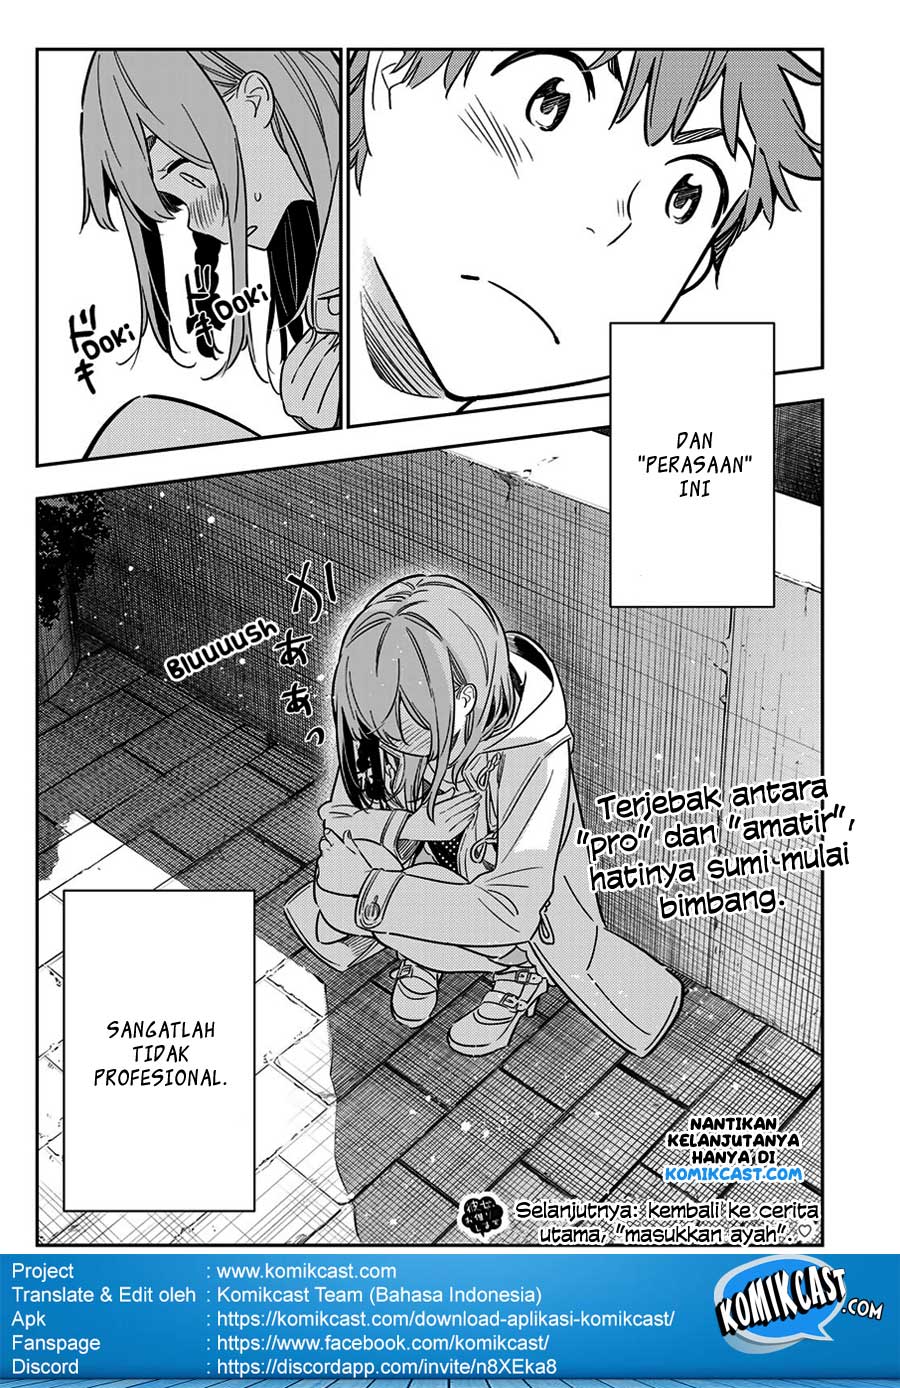 ドキ
Doki
ドキ
Doki
DAN
"PERASAAN"
INI
カあぁっ
Bluuuush
Terjebak antara
"pro" dan "amatir",
hatinya sumi mulai
bimbang.
SANGATLAH
TIDAK
PROFESIONAL.
NANTIKAN
KELANJUTANYA
HANYA DI
KOMIKCAST.COM
Selanjutnya: kembali ke cerita
utama, "masukkan ayah". ♡
Project : www.komikcast.com
Translate & Edit oleh : Komikcast Team (Bahasa Indonesia)
Apk : https://komikcast.com/download-aplikasi-komikcast/
Fanspage : https://www.facebook.com/komikcast/
Discord : https://discordapp.com/invite/n8XEka8
KOMIKCAST.COM